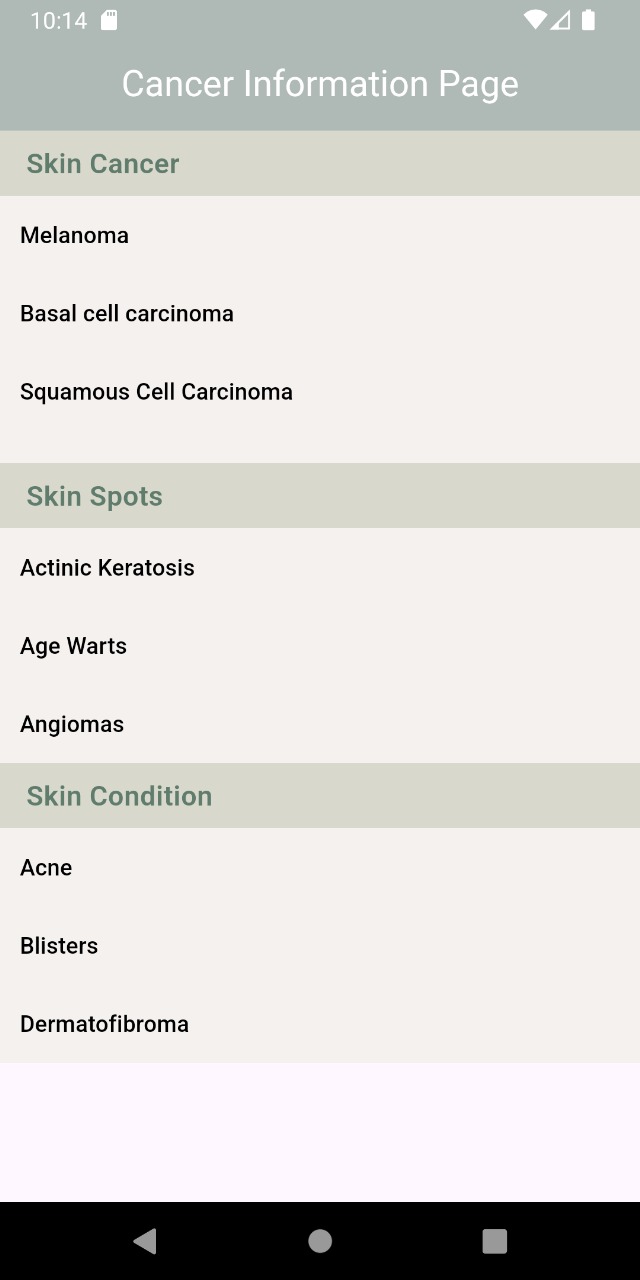 10:14
Cancer Information Page
Skin Cancer
Melanoma
Basal cell carcinoma
Squamous Cell Carcinoma
Skin Spots
Actinic Keratosis
Age Warts
Angiomas
Skin Condition
Acne
Blisters
Dermatofibroma